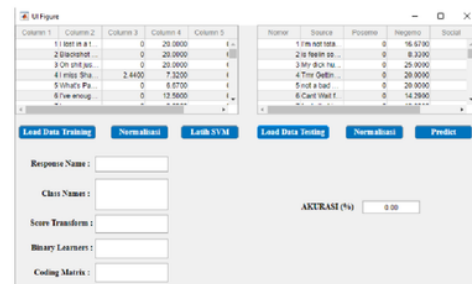 UI Figure
Column 1 Column 2 Column 3 Column 4 Column 5
1 I lost in a t... 0 20.0000
2 Blackshot ... 0 0
3 Oh shit jus... 0 20.0000
4 I miss Sha... 2.4400 7.3200
5 What's Pa... 0 6.6700
6 I've enoug... 0 12.5000
Load Data Training Normalisasi Latih SVM
Response Name :
Class Names :
Score Transform :
Binary Learners :
Coding Matrix :
Nomor Source Posemo Negemo Social
1 I'm not tota... 0 16.6700
2 is feelin so... 0 8.3300
3 My dick hu... 0 25.0000
4 Tmr Gettin... 0 20.0000
5 not a bad ... 0 20.0000
6 Cant Wait f... 0 14.2900
Load Data Testing Normalisasi Predict
AKURASI (%) 0.00